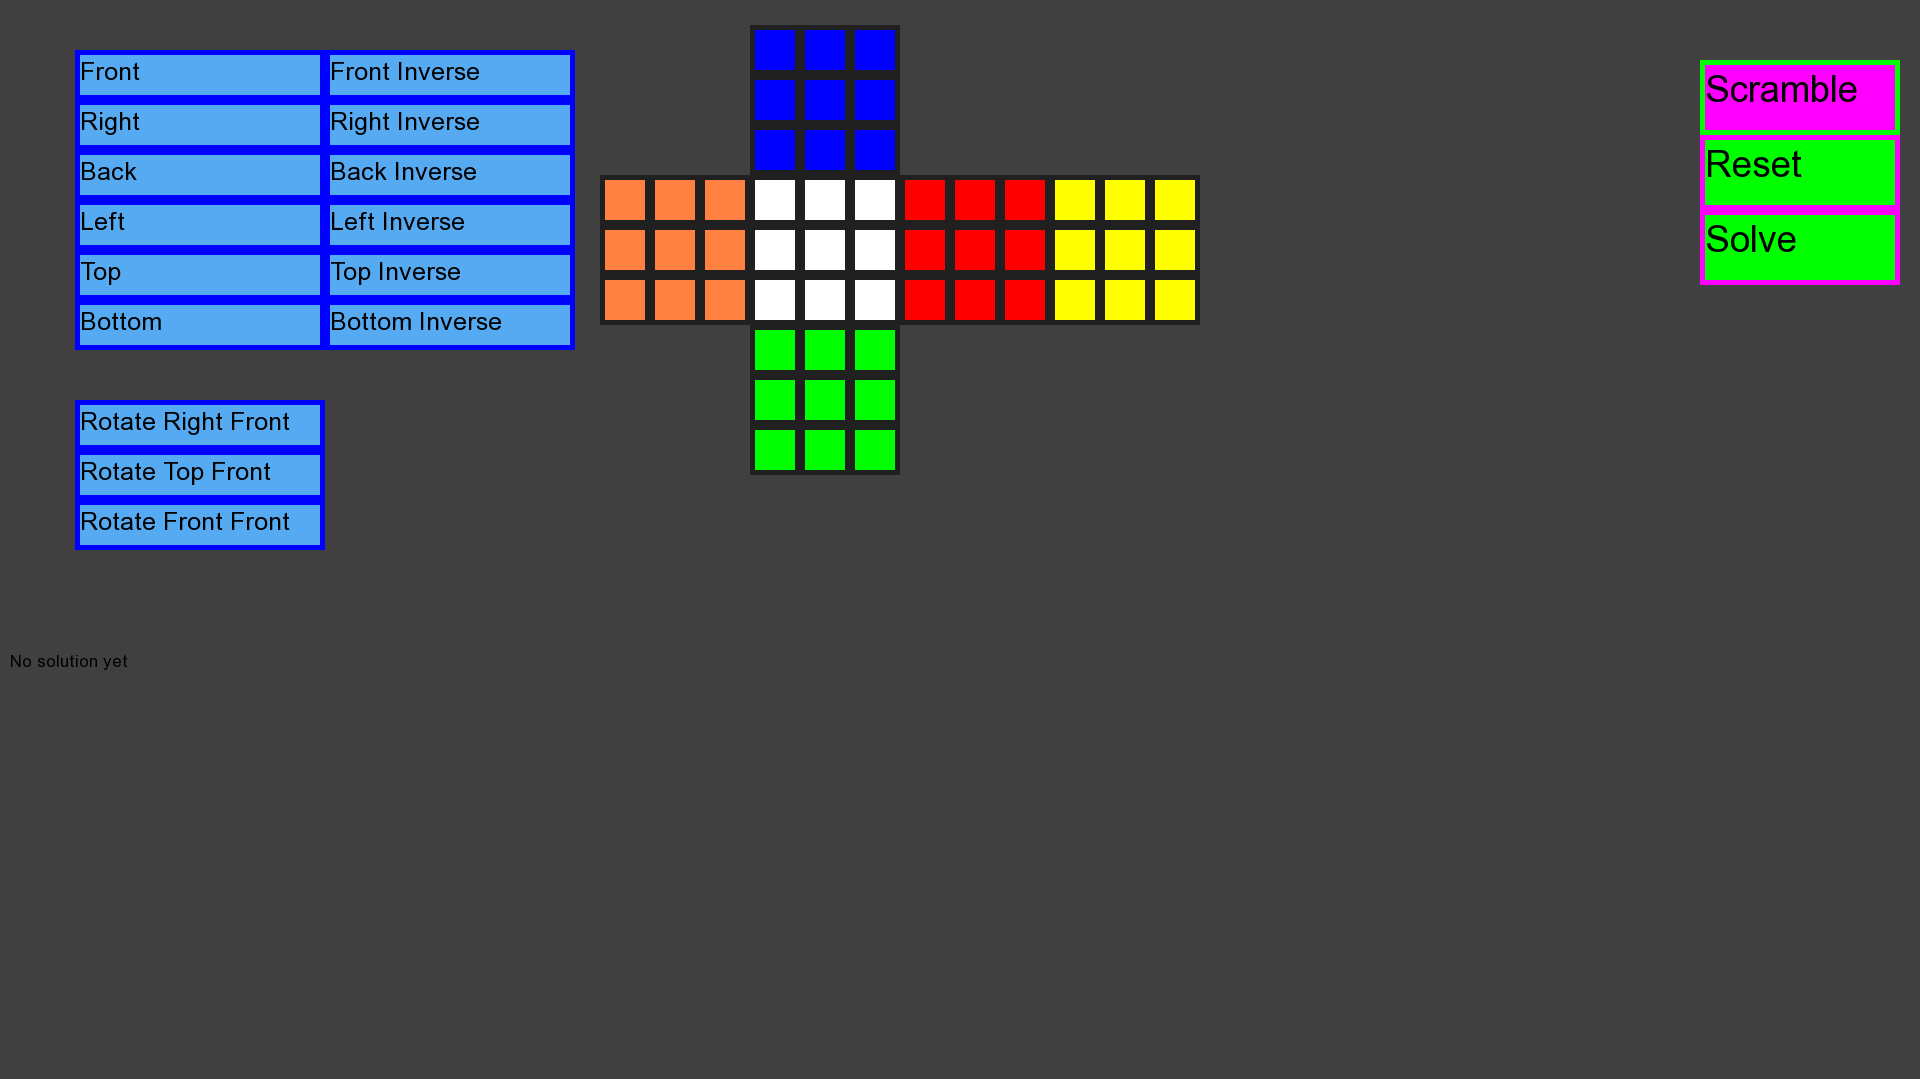 Front
Front Inverse
Right
Right Inverse
Back
Back Inverse
Left
Left Inverse
Top
Top Inverse
Bottom
Bottom Inverse
Rotate Right Front
Rotate Top Front
Rotate Front Front
No solution yet
Scramble
Reset
Solve